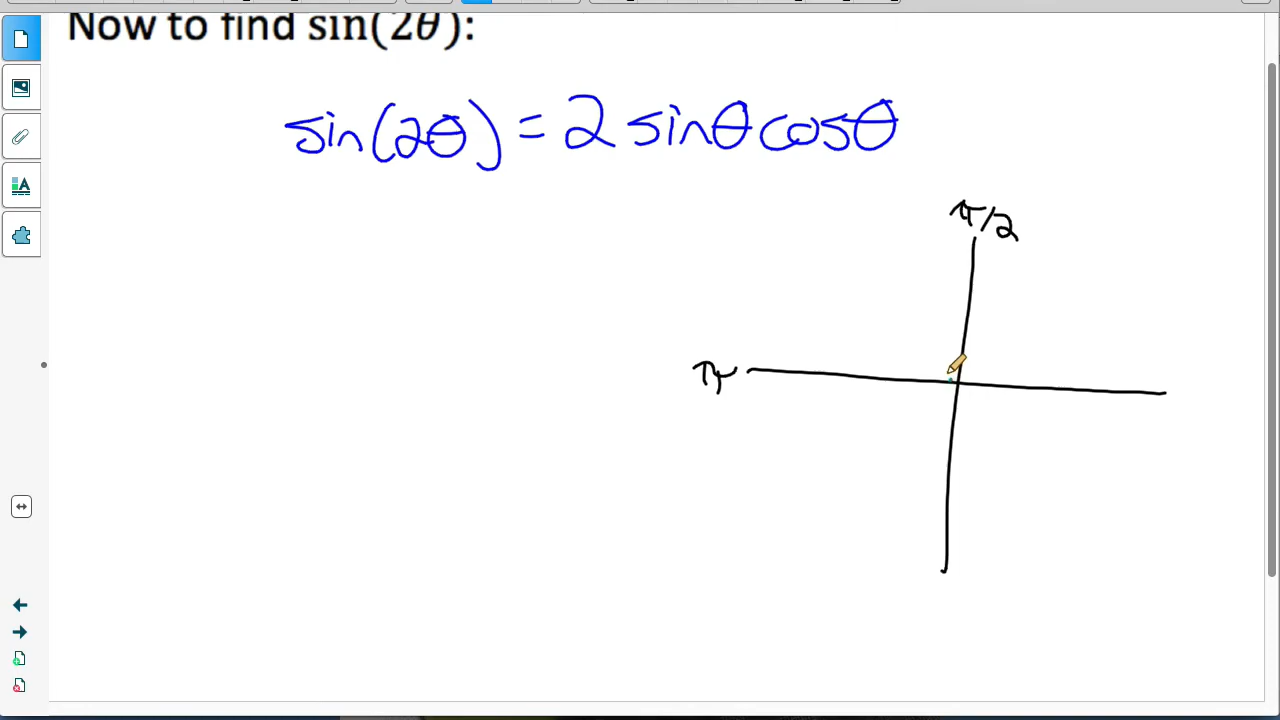 Now to find sin(2θ):
sin(2θ) = 2 sinθ cosθ
π/2
π